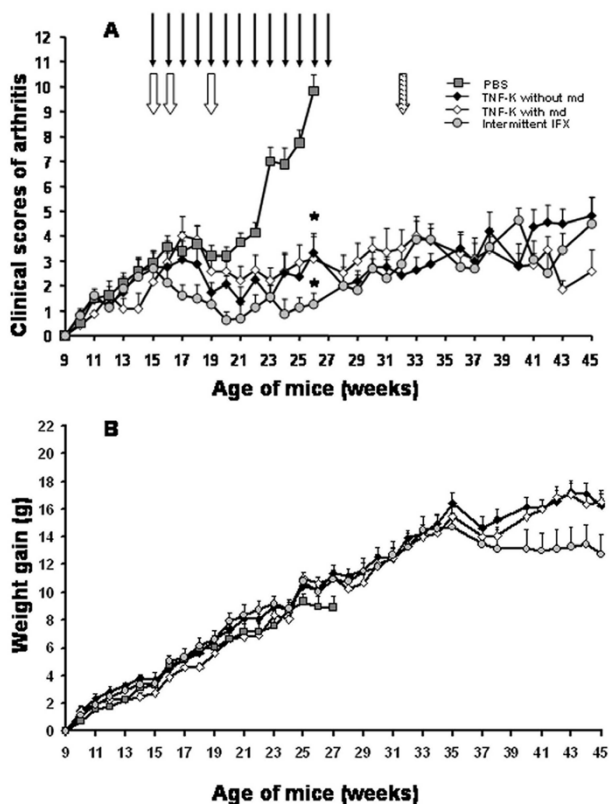 A
12
11
10
9
8
7
6
5
4
3
2
1
0
Clinical scores of arthritis
PBS
TNF-K without md
TNF-K with md
Intermittent IFX
*
*
9 11 13 15 17 19 21 23 25 27 29 31 33 35 37 39 41 43 45
Age of mice (weeks)
B
22
20
18
16
14
12
10
8
6
4
2
0
Weight gain (g)
9 11 13 15 17 19 21 23 25 27 29 31 33 35 37 39 41 43 45
Age of mice (weeks)